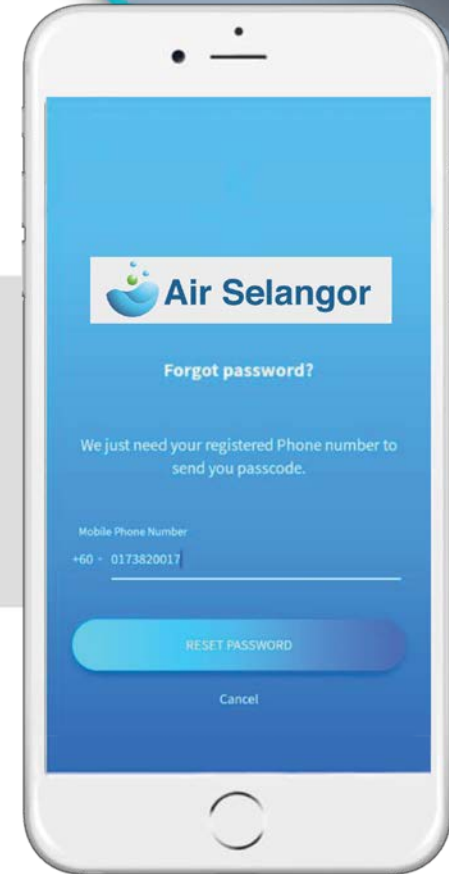 Air Selangor
Forgot password?
We just need your registered Phone number to
send you passcode.
Mobile Phone Number
+60 - 0173820017
RESET PASSWORD
Cancel